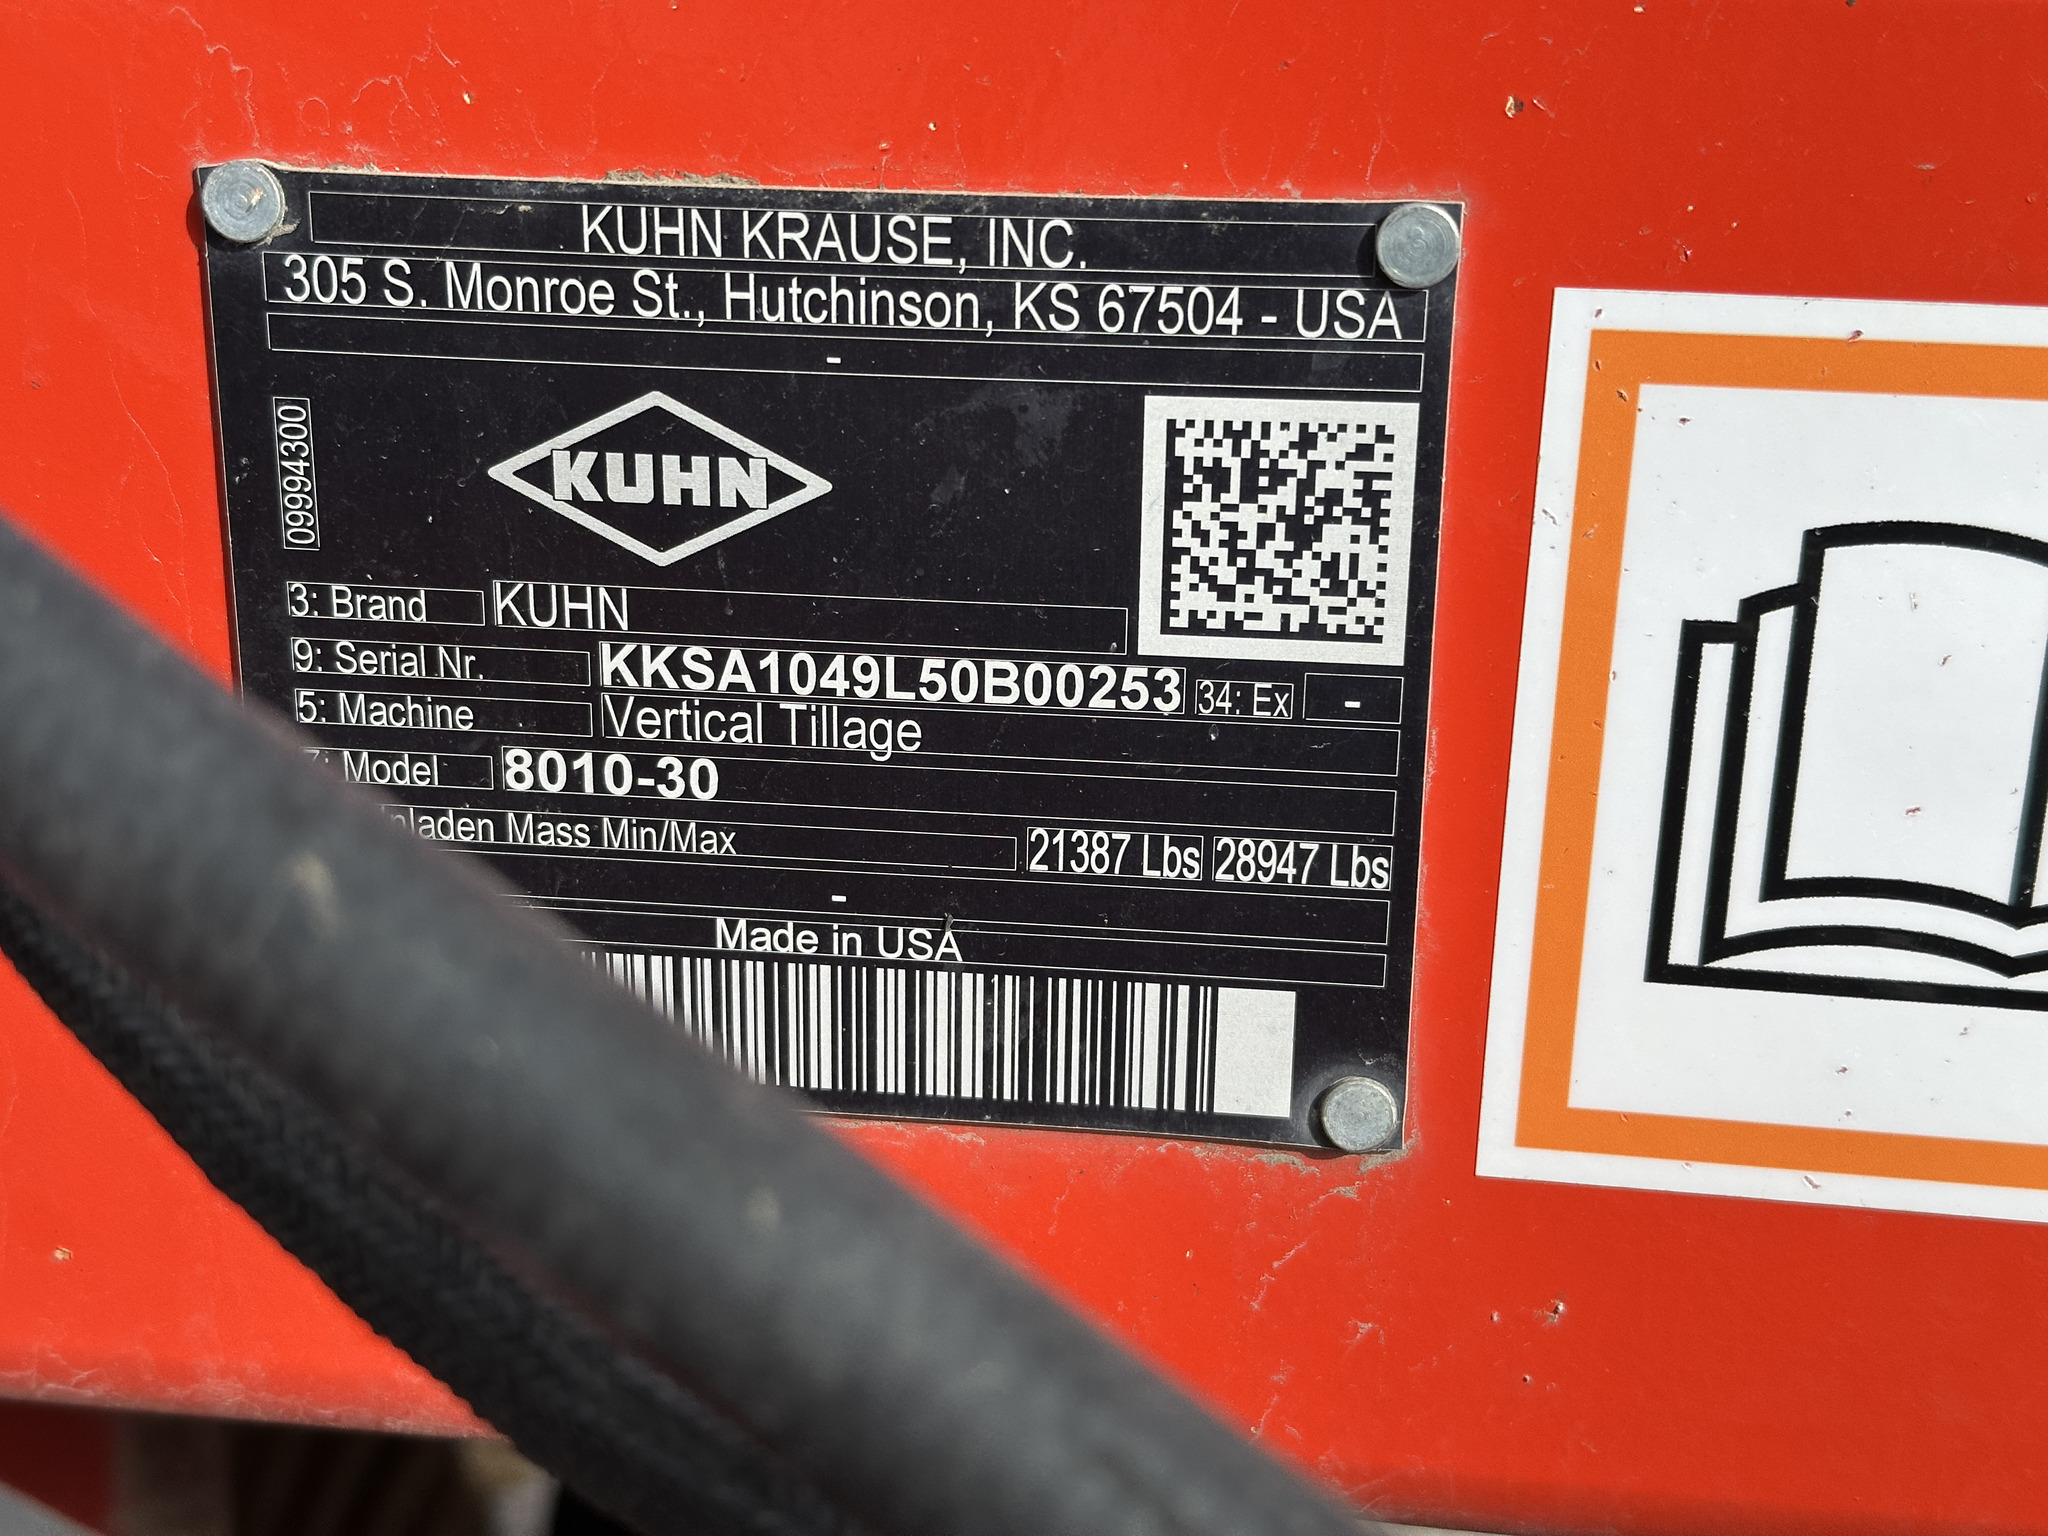 KUHN KRAUSE, INC.
305 S. Monroe St., Hutchinson, KS 67504 - USA
-
09994300
KUHN
3: Brand KUHN
9: Serial Nr. KKSA1049L50B00253 34: Ex -
5: Machine Vertical Tillage
Model 8010-30
Mass Min/Max 21387 Lbs 28947 Lbs
-
Made in USA